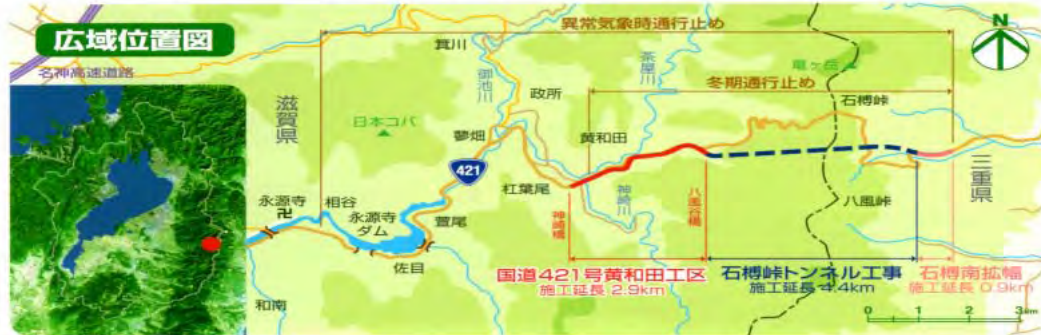 広域位置図
名神高速道路
異常気象時通行止め
箕川
御池川
茶屋川
竜ヶ岳
冬期通行止め
政所
石榑峠
滋賀県
日本コバ
夢畑
黄和田
421
杠葉尾
三重県
神崎川
八風峠
永源寺
卍
相谷
永源寺
ダム
萱尾
佐目
和南
神崎橋
八風谷橋
国道421号黄和田工区
施工延長 2.9km
石榑峠トンネル工事
施工延長 4.4km
石榑南拡幅
施工延長 0.9km
N
0 1 2 3km